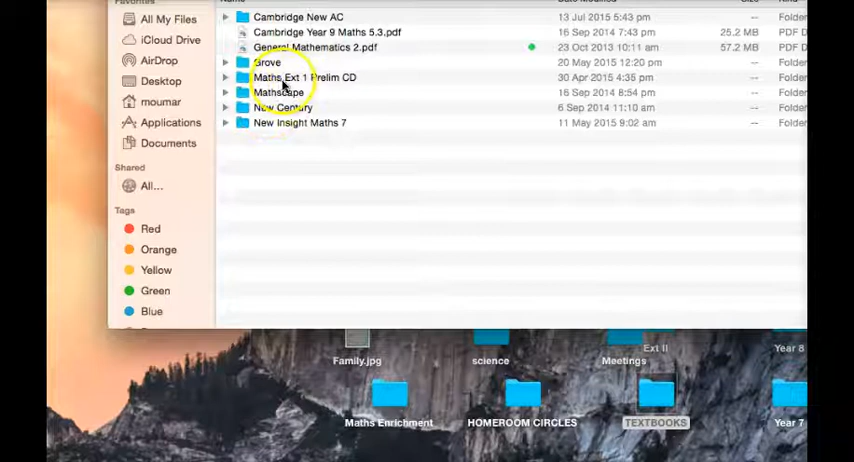 Favorites
All My Files
iCloud Drive
AirDrop
Desktop
moumar
Applications
Documents
Shared
All...
Tags
Red
Orange
Yellow
Green
Blue
Name
Date Modified
Size
Kind
Cambridge New AC 13 Jul 2015 5:43 pm -- Folder
Cambridge Year 9 Maths 5.3.pdf 16 Sep 2014 7:43 pm 25.2 MB PDF D
General Mathematics 2.pdf 23 Oct 2013 10:11 am 57.2 MB PDF D
Grove 20 May 2015 12:20 pm -- Folder
Maths Ext 1 Prelim CD 30 Apr 2015 4:35 pm -- Folder
Mathscape 16 Sep 2014 8:54 pm -- Folder
New Century 6 Sep 2014 11:10 am -- Folder
New Insight Maths 7 11 May 2015 9:02 am -- Folder
Family.jpg
science
Meetings
Ext II
Year 8
Maths Enrichment
HOMEROOM CIRCLES
TEXTBOOKS
Year 7